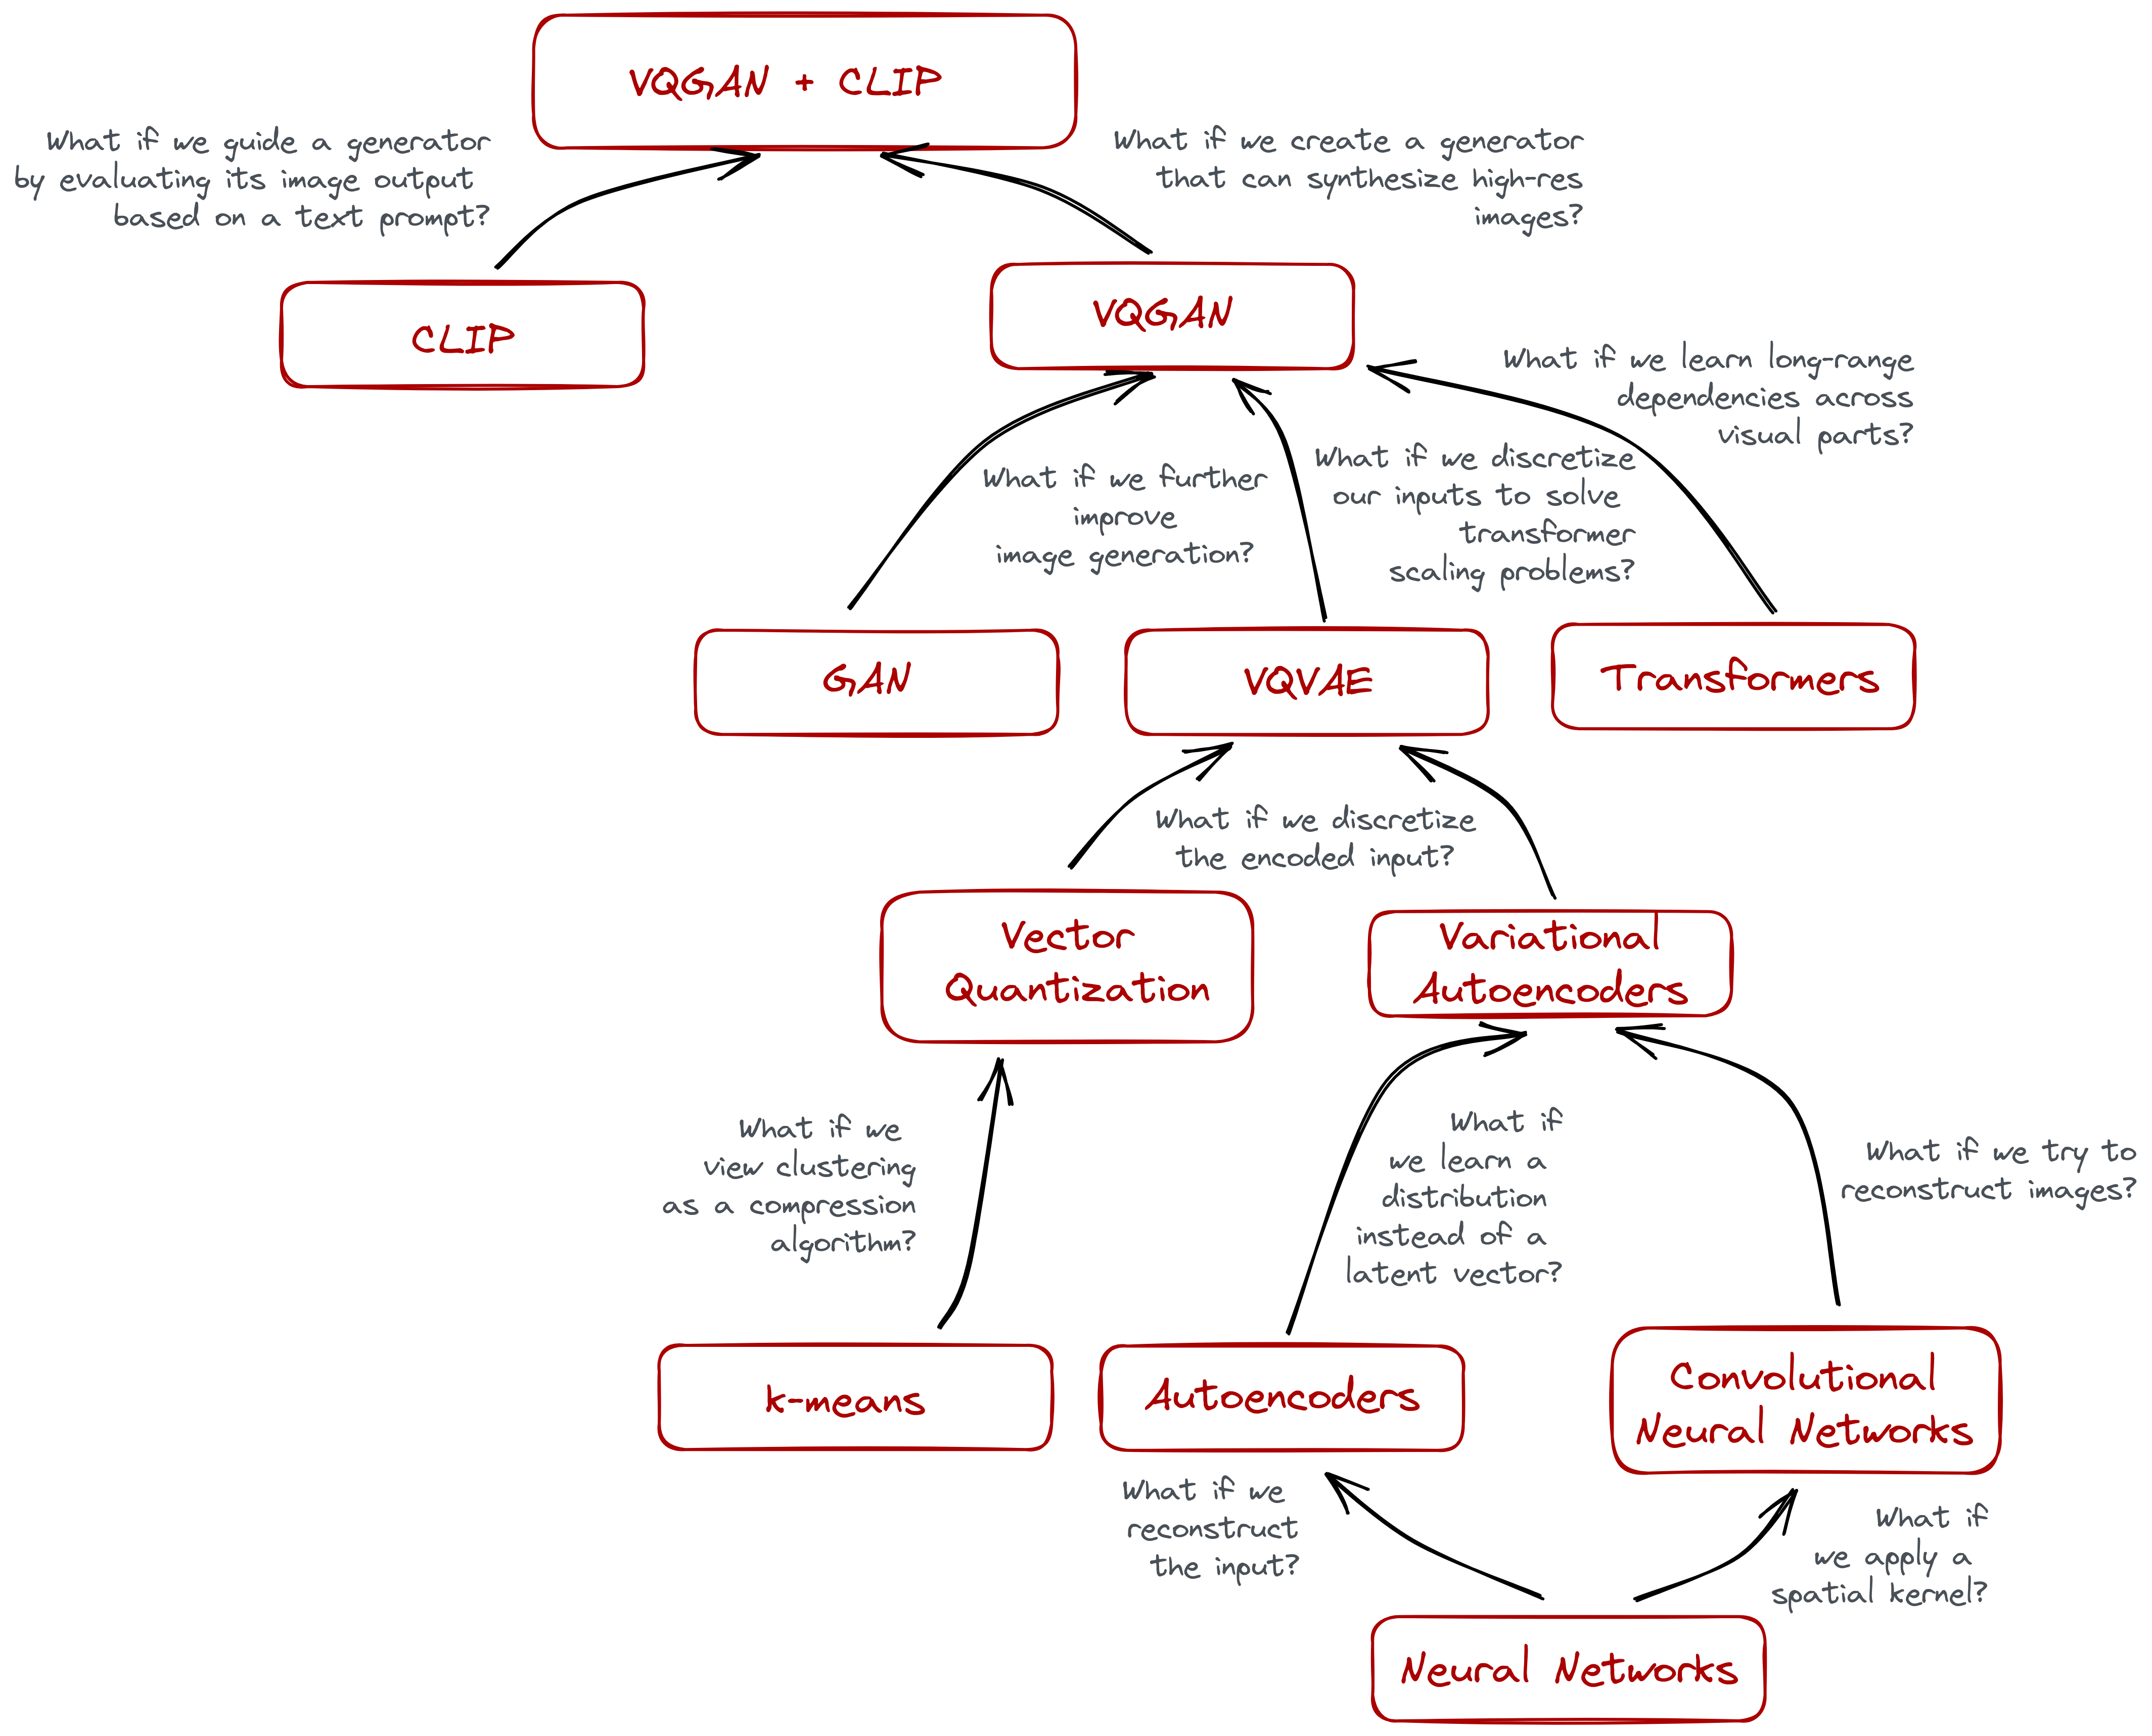 VQGAN + CLIP
What if we guide a generator
by evaluating its image output
based on a text prompt?
What if we create a generator
that can synthesize high-res
images?
CLIP
VQGAN
What if we learn long-range
dependencies across
visual parts?
What if we further
improve
image generation?
What if we discretize
our inputs to solve
transformer
scaling problems?
GAN
VQVAE
Transformers
What if we discretize
the encoded input?
Vector
Quantization
Variational
Autoencoders
What if we
view clustering
as a compression
algorithm?
What if
we learn a
distribution
instead of a
latent vector?
What if we try to
reconstruct images?
k-means
Autoencoders
Convolutional
Neural Networks
What if we
reconstruct
the input?
What if
we apply a
spatial kernel?
Neural Networks